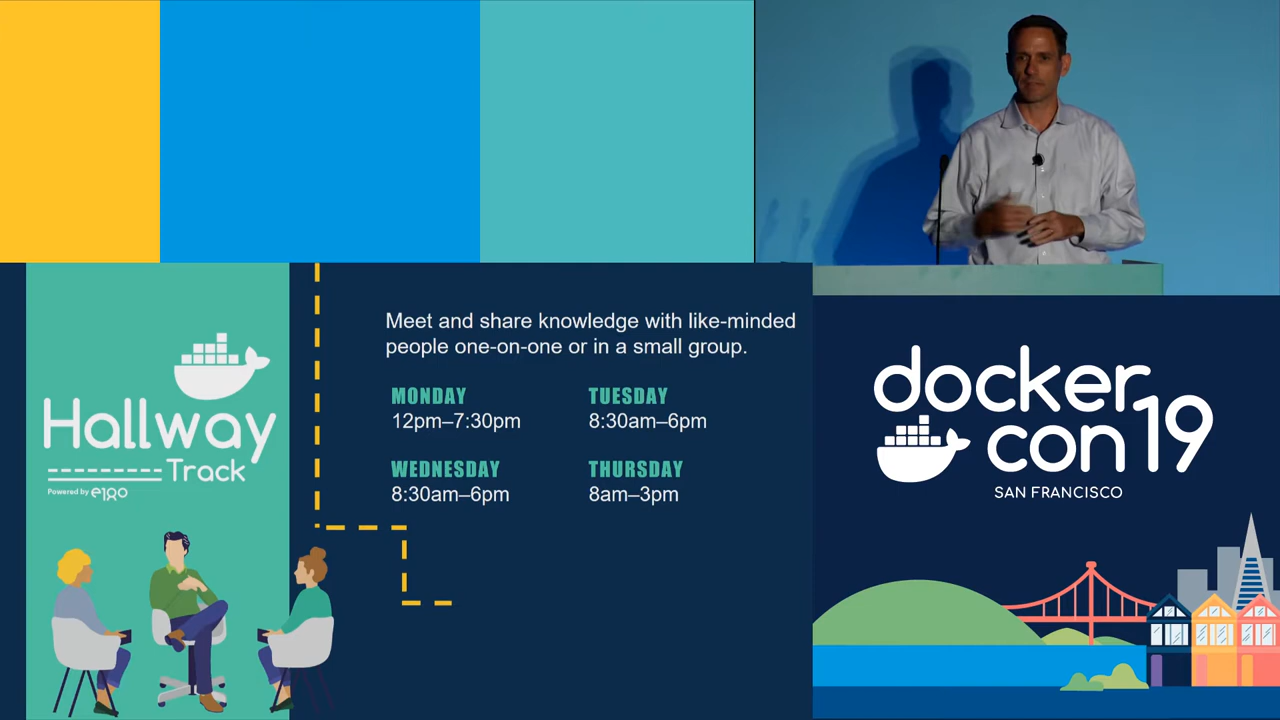 Hallway
Track
Powered by e180
Meet and share knowledge with like-minded
people one-on-one or in a small group.
MONDAY
12pm–7:30pm
TUESDAY
8:30am–6pm
WEDNESDAY
8:30am–6pm
THURSDAY
8am–3pm
docker
con19
SAN FRANCISCO